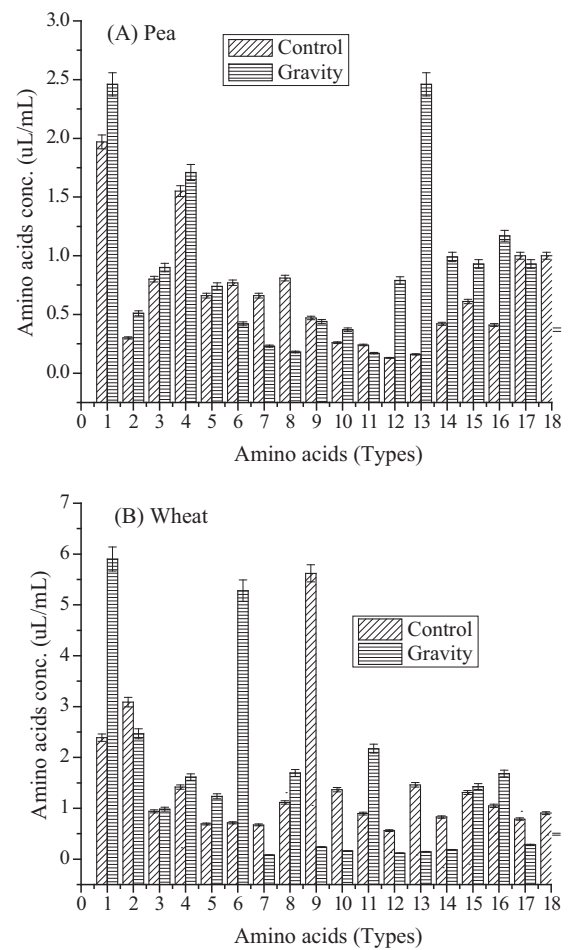 (A) Pea
Control
Gravity
Amino acids conc. (uL/mL)
3.0
2.5
2.0
1.5
1.0
0.5
0.0
0 1 2 3 4 5 6 7 8 9 10 11 12 13 14 15 16 17 18
Amino acids (Types)
(B) Wheat
Control
Gravity
Amino acids conc. (uL/mL)
7
6
5
4
3
2
1
0
0 1 2 3 4 5 6 7 8 9 10 11 12 13 14 15 16 17 18
Amino acids (Types)